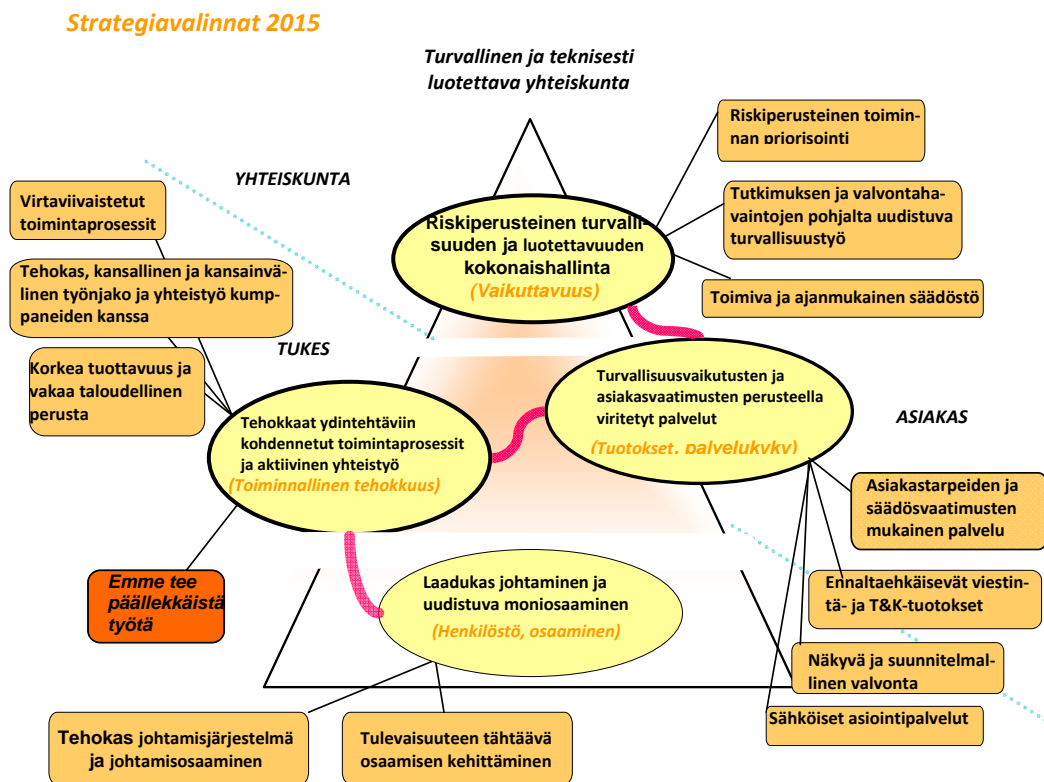 Strategiavalinnat 2015
Turvallinen ja teknisesti
luotettava yhteiskunta
Riskiperusteinen toimin-
nan priorisointi
YHTEISKUNTA
Virtaviivaistetut
toimintaprosessit
Tutkimuksen ja valvontaha-
vaintojen pohjalta uudistuva
turvallisuustyö
Riskiperusteinen turvalli-
suuden ja luotettavuuden
kokonaishallinta
(Vaikuttavuus)
Tehokas, kansallinen ja kansainvä-
linen työnjako ja yhteistyö kump-
paneiden kanssa
Toimiva ja ajanmukainen säädöstö
TUKES
Korkea tuottavuus ja
vakaa taloudellinen
perusta
Turvallisuusvaikutusten ja
asiakasvaatimusten perusteella
viritetyt palvelut
(Tuotokset, palvelukyky)
ASIAKAS
Tehokkaat ydintehtäviin
kohdennetut toimintaprosessit
ja aktiivinen yhteistyö
(Toiminnallinen tehokkuus)
Asiakastarpeiden ja
säädösvaatimusten
mukainen palvelu
Emme tee
päällekkäistä
työtä
Laadukas johtaminen ja
uudistuva moniosaaminen
(Henkilöstö, osaaminen)
Ennaltaehkäisevät viestin-
tä- ja T&K-tuotokset
Näkyvä ja suunnitelmal-
linen valvonta
Sähköiset asiointipalvelut
Tehokas johtamisjärjestelmä
ja johtamisosaaminen
Tulevaisuuteen tähtäävä
osaamisen kehittäminen